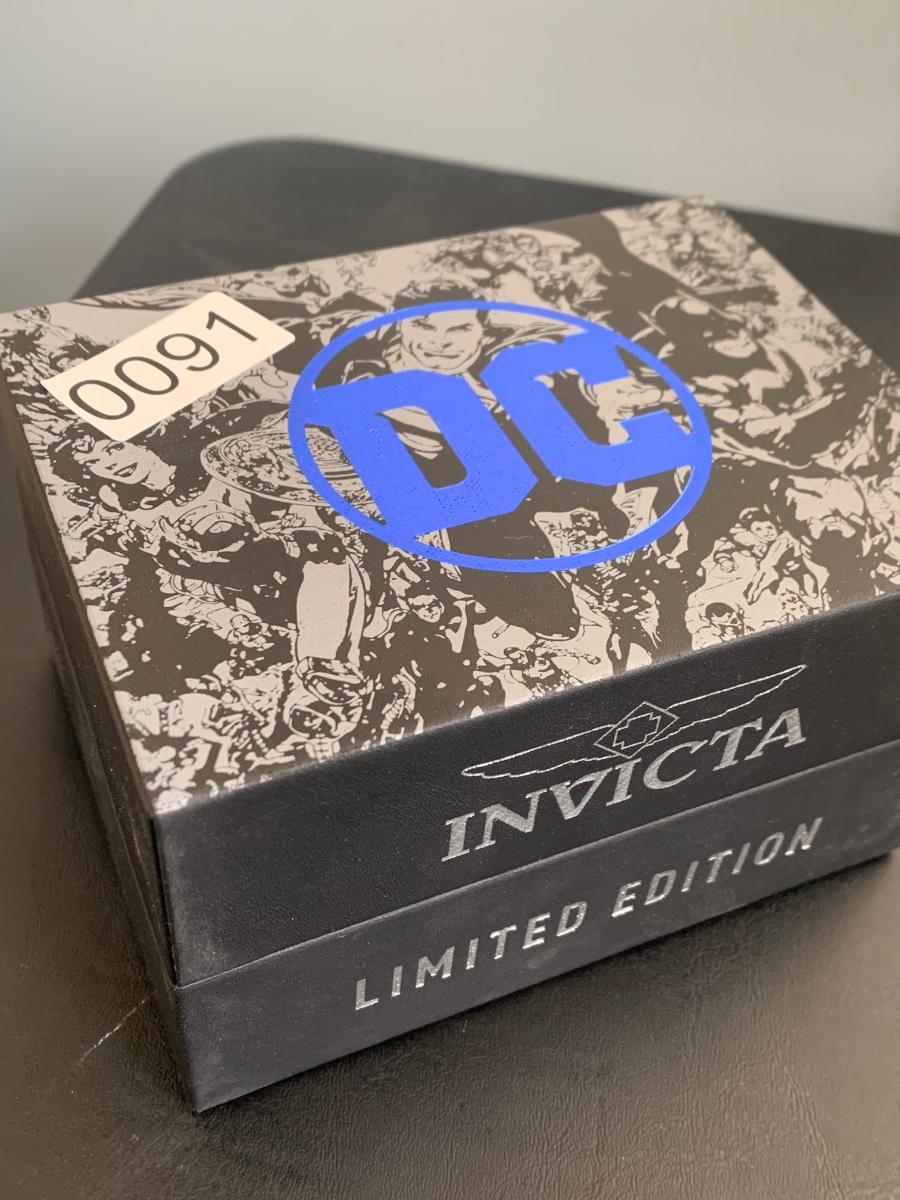 0091
DC
INVICTA
LIMITED EDITION